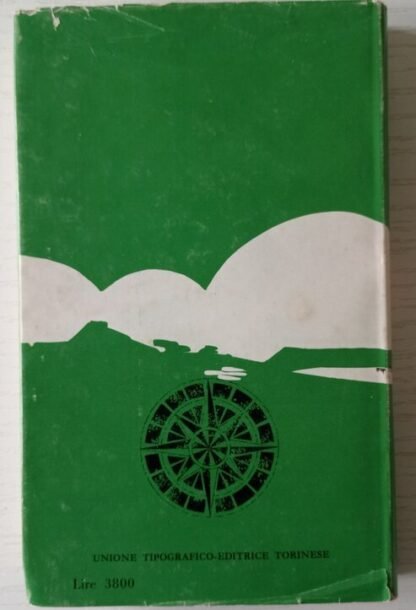 UNIONE TIPOGRAFICO-EDITRICE TORINESE
Lire 3800